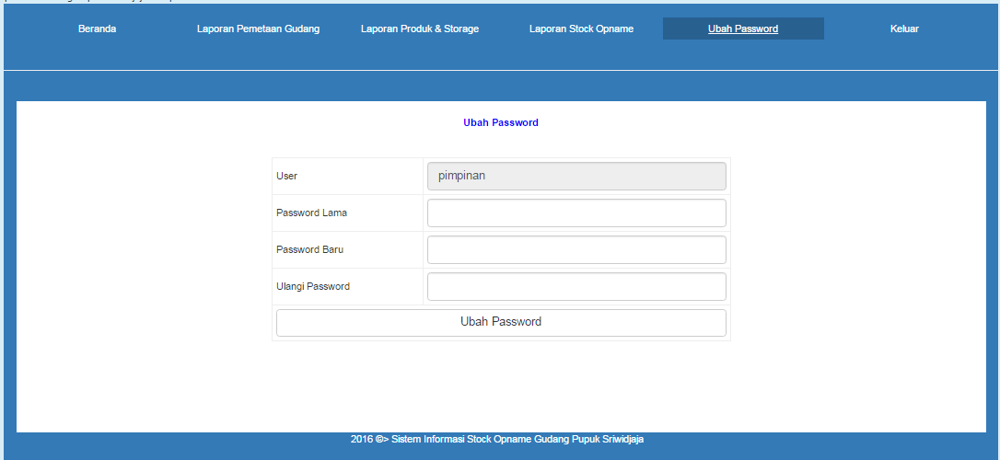 Beranda Laporan Pemetaan Gudang Laporan Produk & Storage Laporan Stock Opname Ubah Password Keluar
Ubah Password
User pimpinan
Password Lama
Password Baru
Ulangi Password
Ubah Password
2016 ©> Sistem Informasi Stock Opname Gudang Pupuk Sriwidjaja